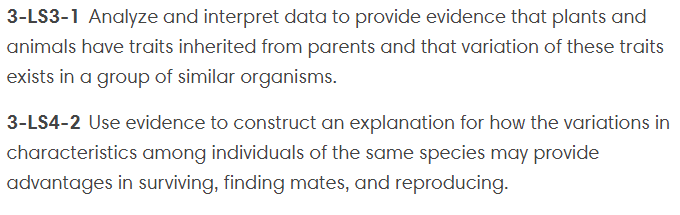 3-LS3-1 Analyze and interpret data to provide evidence that plants and
animals have traits inherited from parents and that variation of these traits
exists in a group of similar organisms.
3-LS4-2 Use evidence to construct an explanation for how the variations in
characteristics among individuals of the same species may provide
advantages in surviving, finding mates, and reproducing.